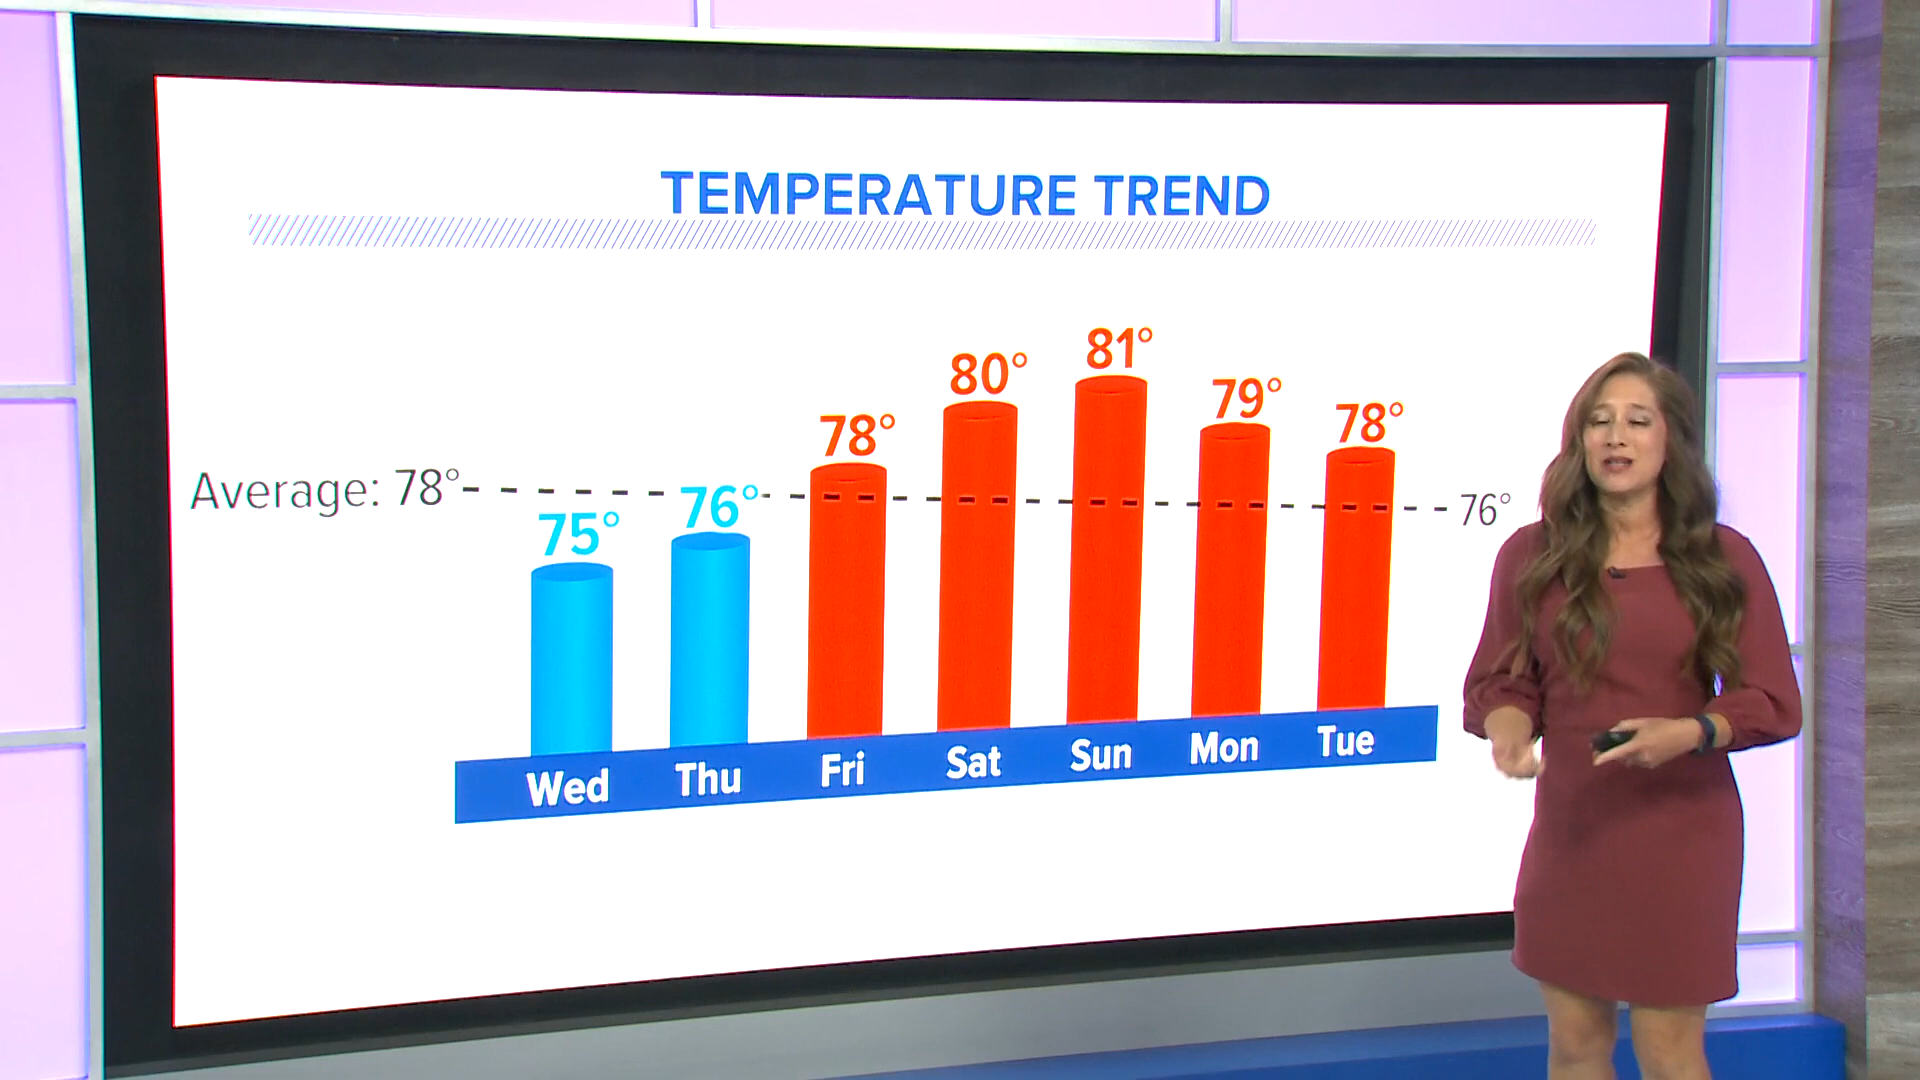 TEMPERATURE TREND
81°
80°
79°
78°
78°
Average: 78°
76°
76°
75°
Wed Thu Fri Sat Sun Mon Tue